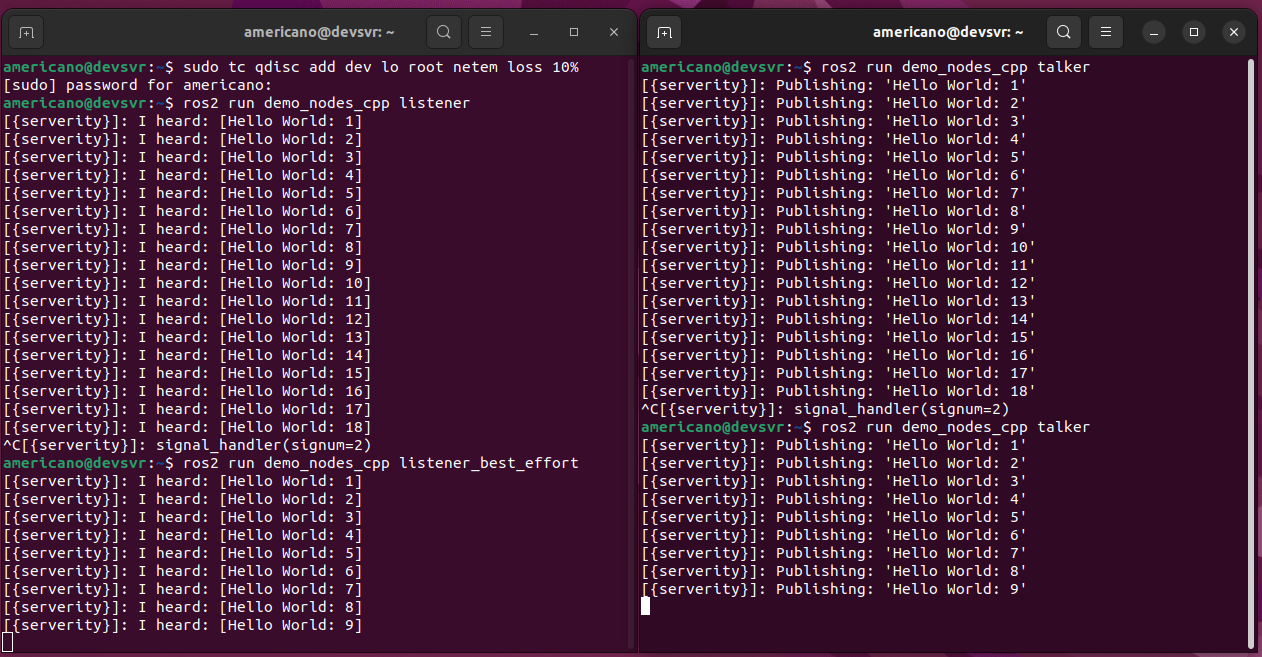 americano@devsvr: ~
americano@devsvr:~$ sudo tc qdisc add dev lo root netem loss 10%
[sudo] password for americano:
americano@devsvr:~$ ros2 run demo_nodes_cpp listener
[{serverity}]: I heard: [Hello World: 1]
[{serverity}]: I heard: [Hello World: 2]
[{serverity}]: I heard: [Hello World: 3]
[{serverity}]: I heard: [Hello World: 4]
[{serverity}]: I heard: [Hello World: 5]
[{serverity}]: I heard: [Hello World: 6]
[{serverity}]: I heard: [Hello World: 7]
[{serverity}]: I heard: [Hello World: 8]
[{serverity}]: I heard: [Hello World: 9]
[{serverity}]: I heard: [Hello World: 10]
[{serverity}]: I heard: [Hello World: 11]
[{serverity}]: I heard: [Hello World: 12]
[{serverity}]: I heard: [Hello World: 13]
[{serverity}]: I heard: [Hello World: 14]
[{serverity}]: I heard: [Hello World: 15]
[{serverity}]: I heard: [Hello World: 16]
[{serverity}]: I heard: [Hello World: 17]
[{serverity}]: I heard: [Hello World: 18]
^C[{serverity}]: signal_handler(signum=2)
americano@devsvr:~$ ros2 run demo_nodes_cpp listener_best_effort
[{serverity}]: I heard: [Hello World: 1]
[{serverity}]: I heard: [Hello World: 2]
[{serverity}]: I heard: [Hello World: 3]
[{serverity}]: I heard: [Hello World: 4]
[{serverity}]: I heard: [Hello World: 5]
[{serverity}]: I heard: [Hello World: 6]
[{serverity}]: I heard: [Hello World: 7]
[{serverity}]: I heard: [Hello World: 8]
[{serverity}]: I heard: [Hello World: 9]
americano@devsvr: ~
americano@devsvr:~$ ros2 run demo_nodes_cpp talker
[{serverity}]: Publishing: 'Hello World: 1'
[{serverity}]: Publishing: 'Hello World: 2'
[{serverity}]: Publishing: 'Hello World: 3'
[{serverity}]: Publishing: 'Hello World: 4'
[{serverity}]: Publishing: 'Hello World: 5'
[{serverity}]: Publishing: 'Hello World: 6'
[{serverity}]: Publishing: 'Hello World: 7'
[{serverity}]: Publishing: 'Hello World: 8'
[{serverity}]: Publishing: 'Hello World: 9'
[{serverity}]: Publishing: 'Hello World: 10'
[{serverity}]: Publishing: 'Hello World: 11'
[{serverity}]: Publishing: 'Hello World: 12'
[{serverity}]: Publishing: 'Hello World: 13'
[{serverity}]: Publishing: 'Hello World: 14'
[{serverity}]: Publishing: 'Hello World: 15'
[{serverity}]: Publishing: 'Hello World: 16'
[{serverity}]: Publishing: 'Hello World: 17'
[{serverity}]: Publishing: 'Hello World: 18'
^C[{serverity}]: signal_handler(signum=2)
americano@devsvr:~$ ros2 run demo_nodes_cpp talker
[{serverity}]: Publishing: 'Hello World: 1'
[{serverity}]: Publishing: 'Hello World: 2'
[{serverity}]: Publishing: 'Hello World: 3'
[{serverity}]: Publishing: 'Hello World: 4'
[{serverity}]: Publishing: 'Hello World: 5'
[{serverity}]: Publishing: 'Hello World: 6'
[{serverity}]: Publishing: 'Hello World: 7'
[{serverity}]: Publishing: 'Hello World: 8'
[{serverity}]: Publishing: 'Hello World: 9'